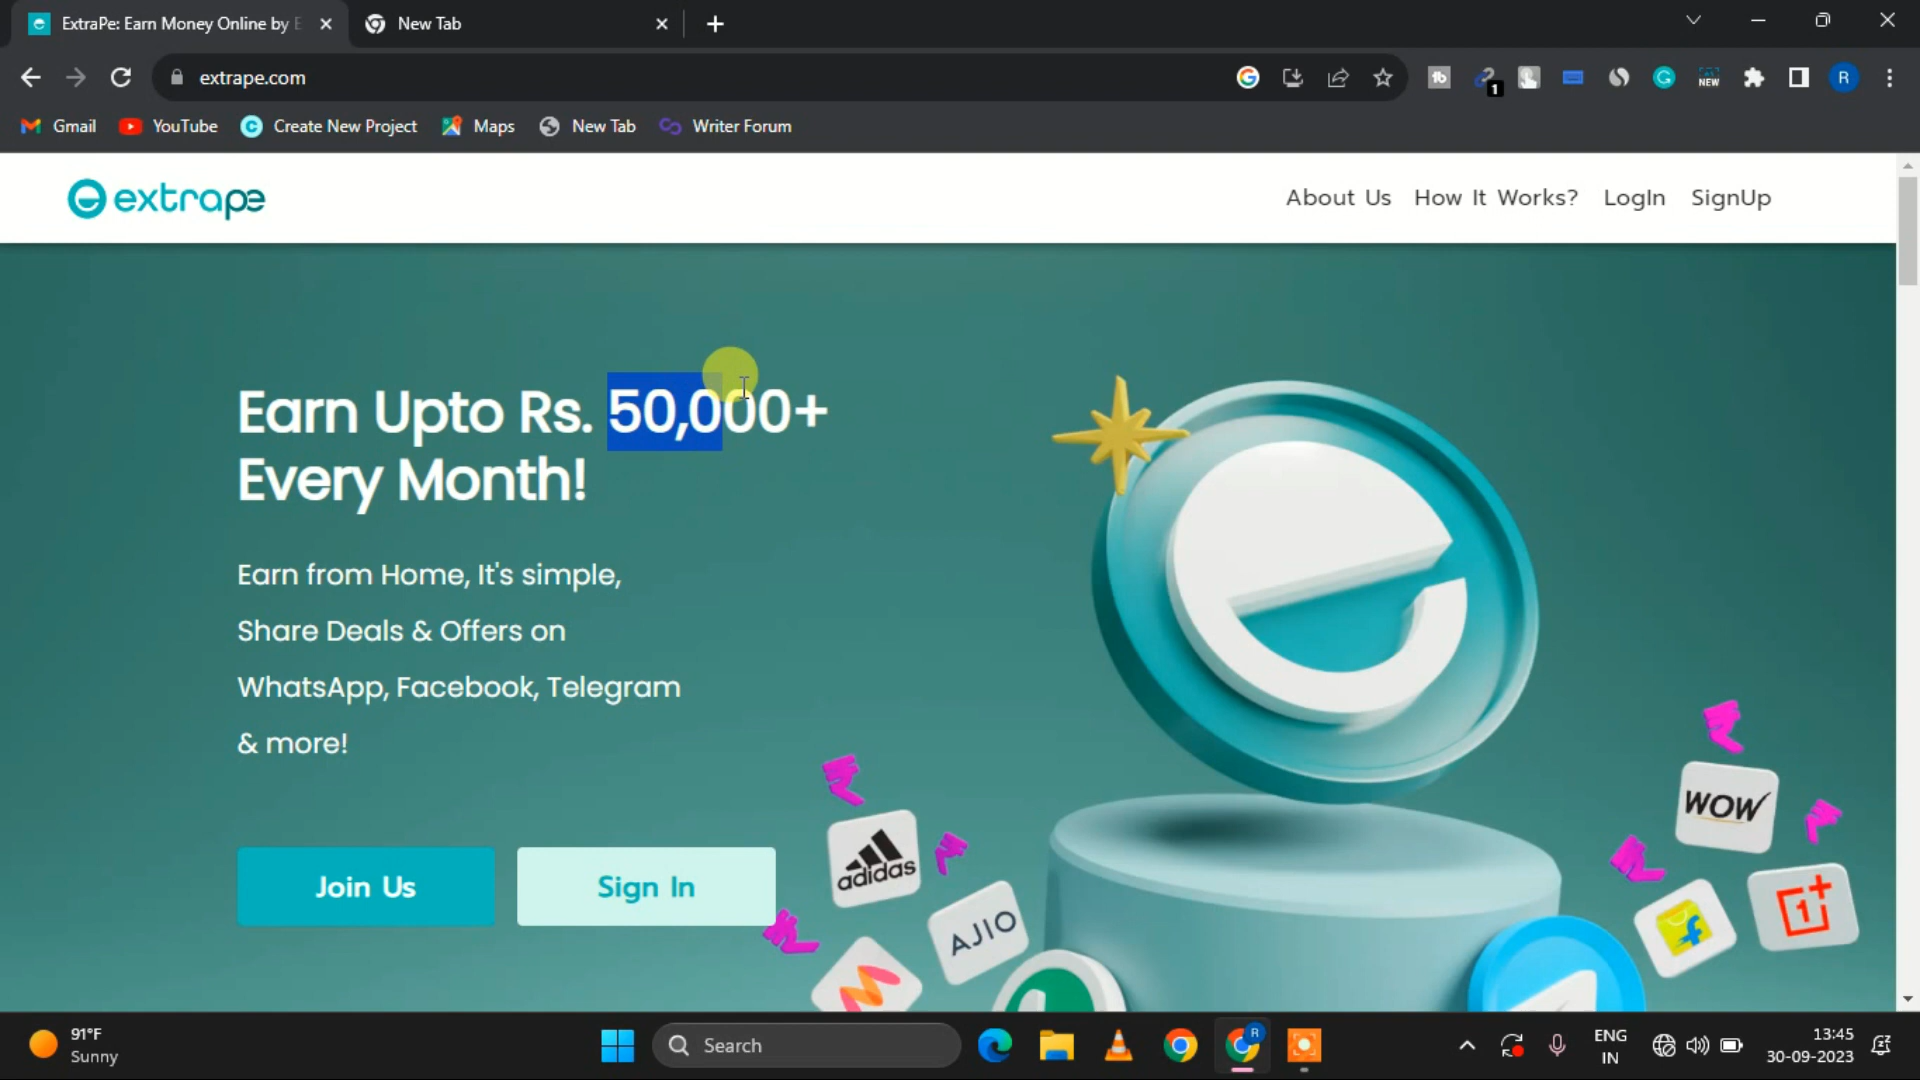 ExtraPe: Earn Money Online by E
New Tab
extrape.com
1
NEW
R
Gmail
YouTube
Create New Project
Maps
New Tab
Writer Forum
extrape
About Us
How It Works?
LogIn
SignUp
Earn Upto Rs. 50,000+
Every Month!
Earn from Home, It's simple,
Share Deals & Offers on
WhatsApp, Facebook, Telegram
& more!
Join Us
Sign In
adidas
AJIO
WOW
1+
91°F
Sunny
Search
R
ENG
IN
13:45
30-09-2023